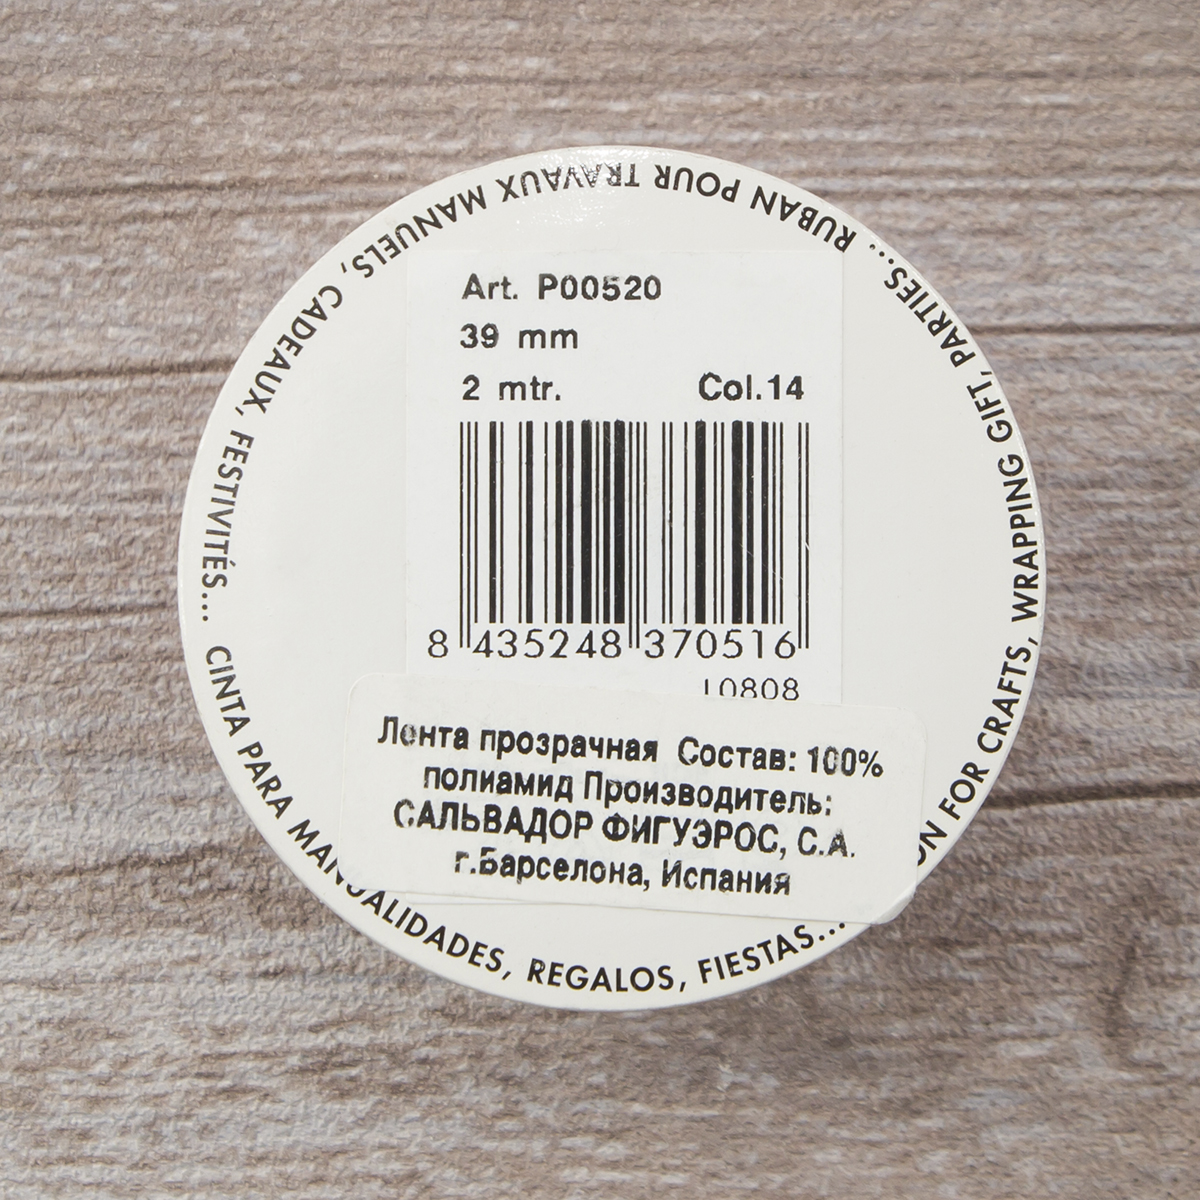 Art. P00520
39 mm
2 mtr. Col.14
8 435248 370516
10808
Лента прозрачная Состав: 100%
полиамид Производитель:
САЛЬВАДОР ФИГУЭРОС, С.А.
г.Барселона, Испания
RUBAN POUR TRAVAUX MANUELS, CADEAUX, FESTIVITÉS...
CINTA PARA MANUALIDADES, REGALOS, FIESTAS...
FOR CRAFTS, WRAPPING GIFT, PARTIES...